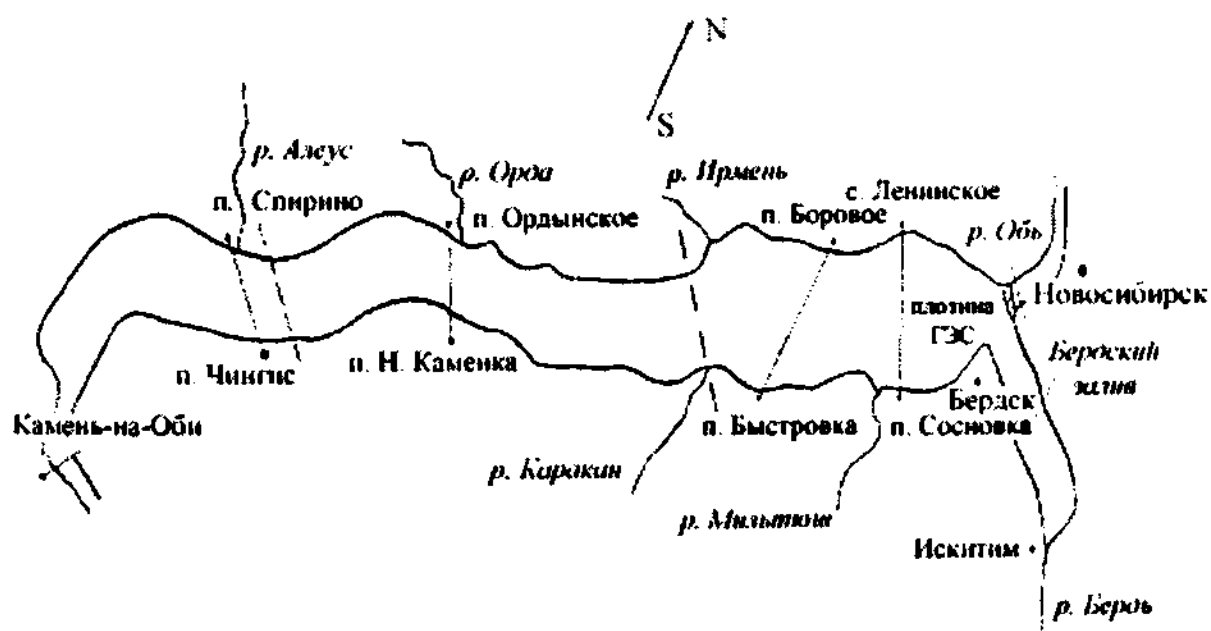 N
S
р. Алеус
п. Спирино
р. Орда
п. Ордынское
р. Ирмень
с. Ленинское
п. Боровое
р. Обь
Новосибирск
плотина
ГЭС
Бердский
залив
п. Чингис
п. Н. Каменка
Камень-на-Оби
п. Быстровка
Бердск
п. Сосновка
р. Каракан
р. Мильтюш
Искитим
р. Бердь